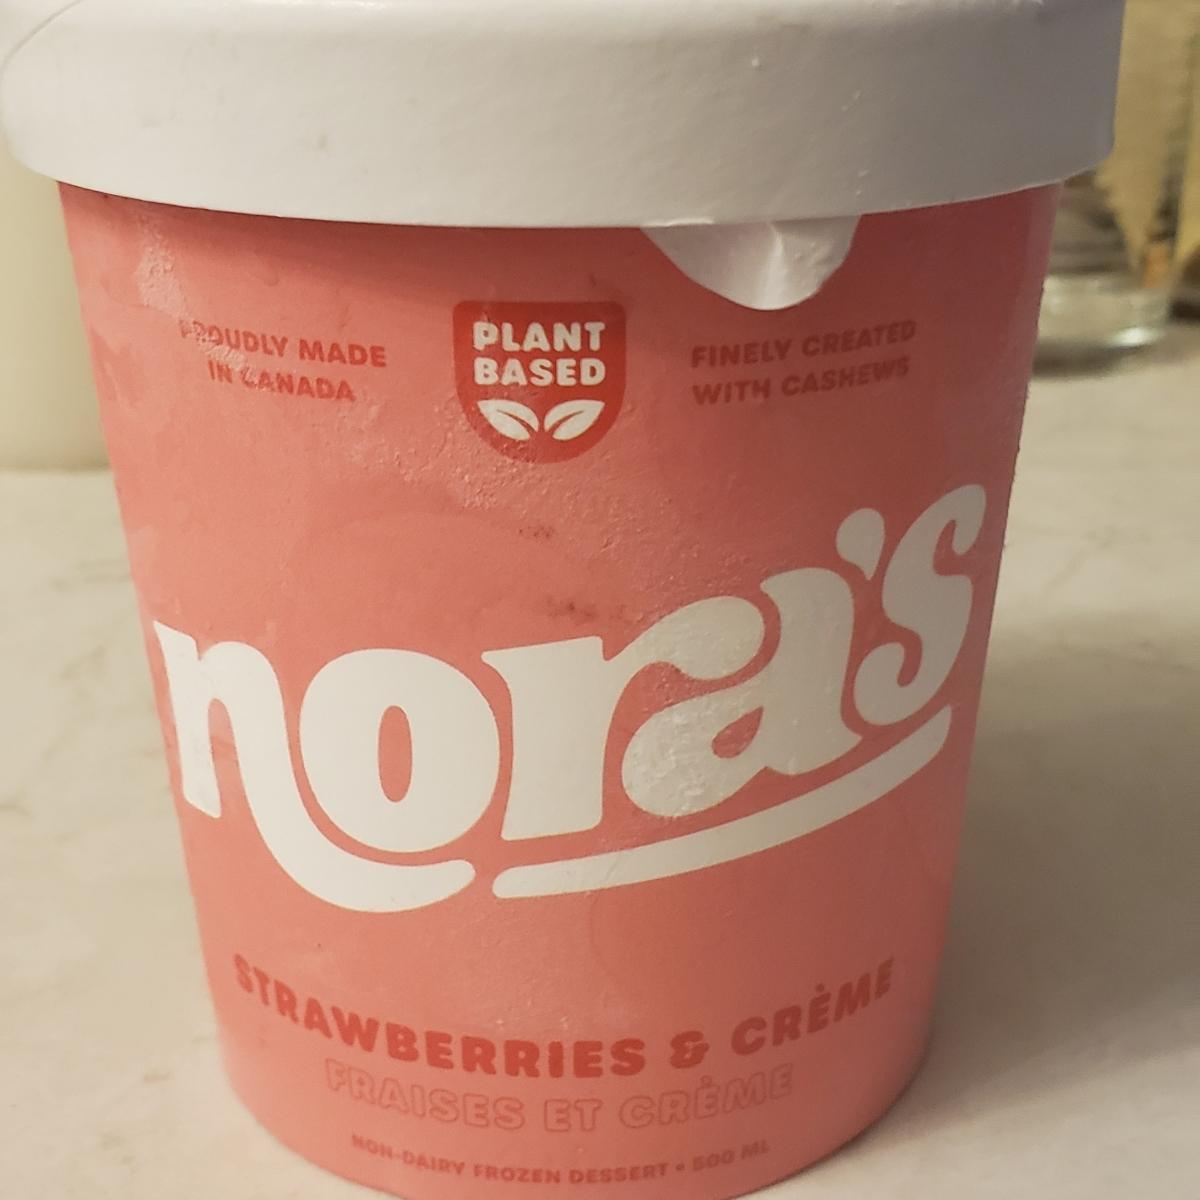 PROUDLY MADE
IN CANADA
PLANT
BASED
FINELY CREATED
WITH CASHEWS
nora's
STRAWBERRIES & CRÈME
FRAISES ET CRÈME
NON-DAIRY FROZEN DESSERT • 500 ML